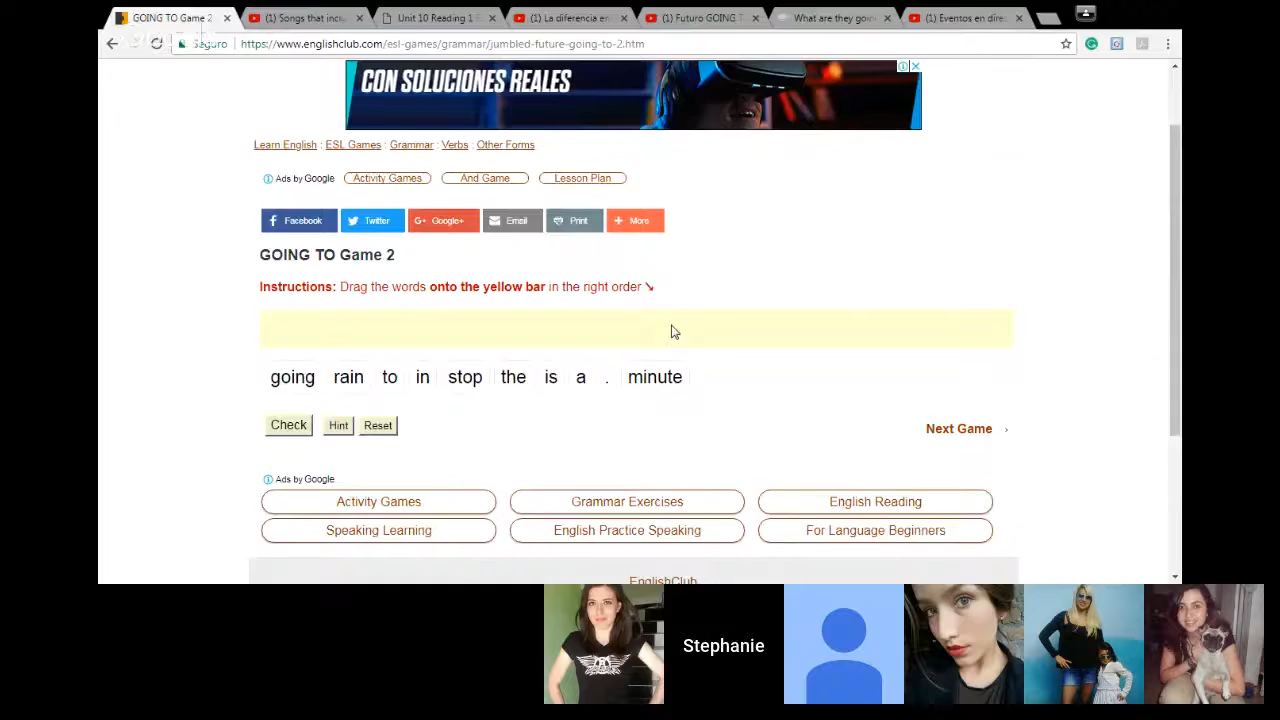 GOING TO Game 2
(1) Songs that incu
Unit 10 Reading 1 F
(1) La diferencia en
(1) Futuro GOING T
What are they goin
(1) Eventos en dire
Seguro
https://www.englishclub.com/esl-games/grammar/jumbled-future-going-to-2.htm
CON SOLUCIONES REALES
Learn English : ESL Games : Grammar : Verbs : Other Forms
Ads by Google
Activity Games
And Game
Lesson Plan
Facebook
Twitter
G+ Google+
Email
Print
More
GOING TO Game 2
Instructions: Drag the words onto the yellow bar in the right order ↘
going rain to in stop the is a . minute
Check
Hint
Reset
Next Game ›
Ads by Google
Activity Games
Grammar Exercises
English Reading
Speaking Learning
English Practice Speaking
For Language Beginners
EnglishClub
Stephanie